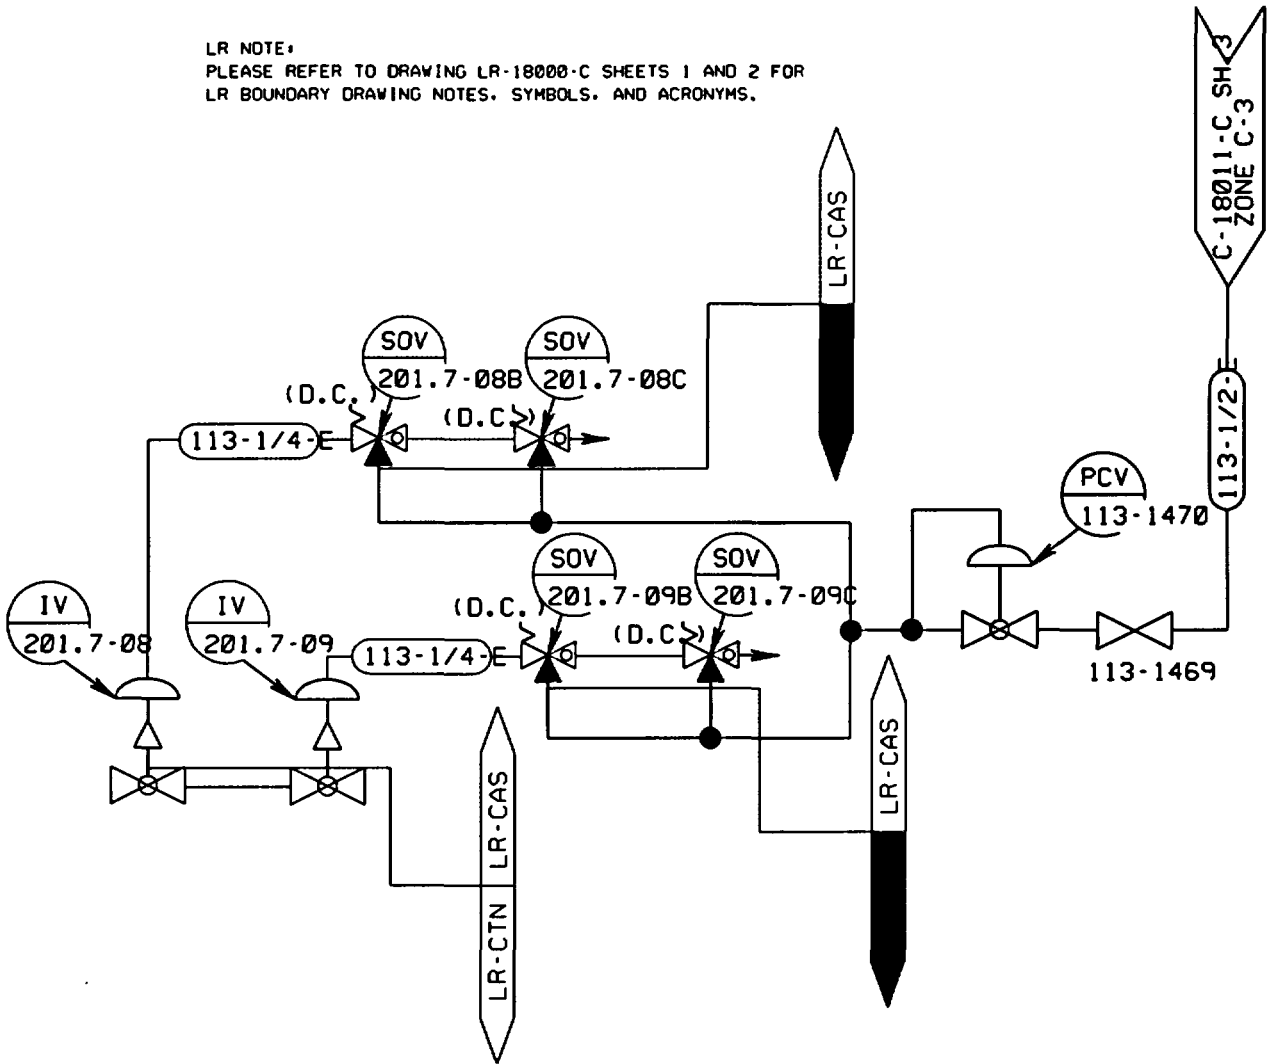 LR NOTE:
PLEASE REFER TO DRAWING LR-18000-C SHEETS 1 AND 2 FOR
LR BOUNDARY DRAWING NOTES, SYMBOLS, AND ACRONYMS.
C-18011-C SH 3
ZONE C-3
LR-CAS
SOV
201.7-08B
SOV
201.7-08C
(D.C.)
(D.C.)
113-1/4-E
113-1/2-
PCV
113-1470
SOV
201.7-09B
SOV
201.7-09C
(D.C.)
(D.C.)
IV
201.7-08
IV
201.7-09
113-1/4-E
113-1469
LR-CAS
LR-CTN
LR-CAS